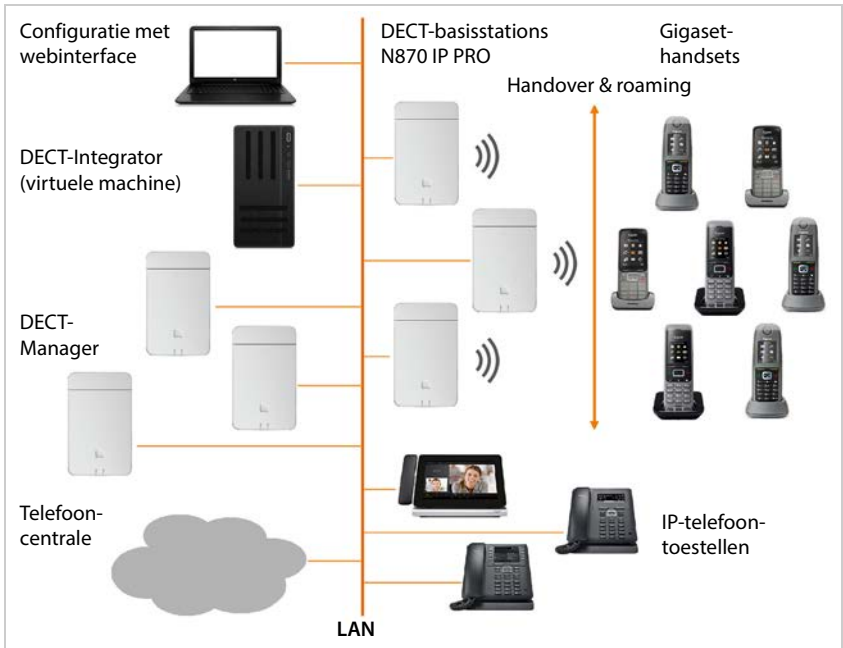 Configuratie met
webinterface
DECT-basisstations
N870 IP PRO
Gigaset-
handsets
Handover & roaming
DECT-Integrator
(virtuele machine)
DECT-
Manager
Telefoon-
centrale
IP-telefoon-
toestellen
LAN